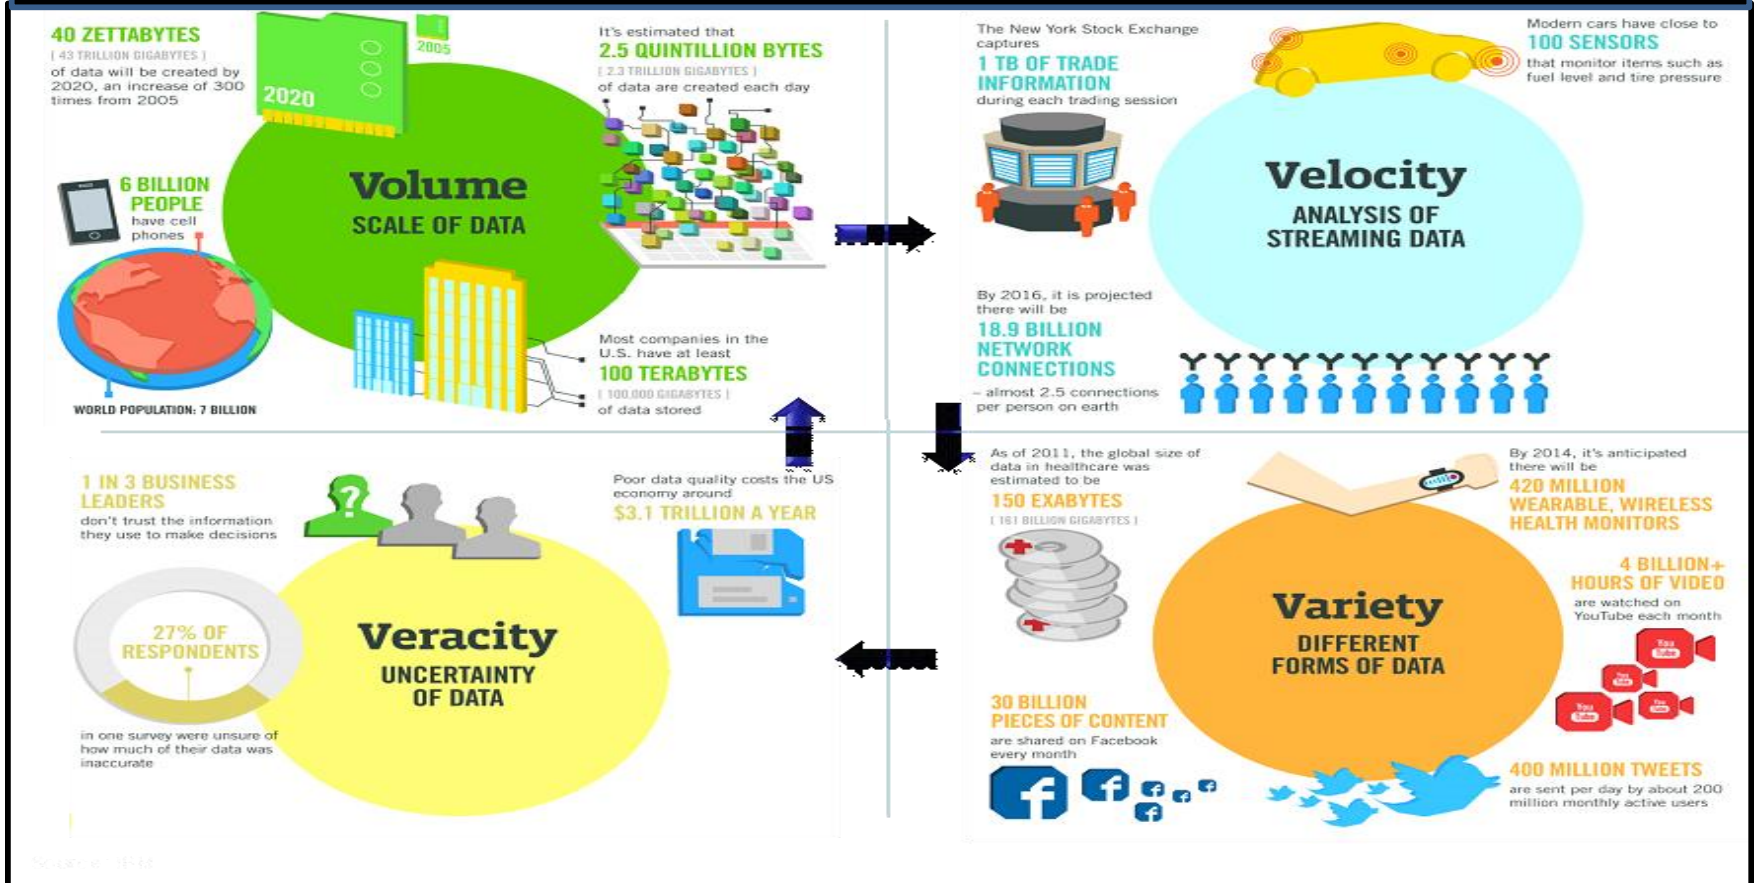 40 ZETTABYTES
[ 43 TRILLION GIGABYTES ]
of data will be created by
2020, an increase of 300
times from 2005
2020
2005
It's estimated that
2.5 QUINTILLION BYTES
[ 2.3 TRILLION GIGABYTES ]
of data are created each day
6 BILLION
PEOPLE
have cell
phones
Volume
SCALE OF DATA
WORLD POPULATION: 7 BILLION
Most companies in the
U.S. have at least
100 TERABYTES
[ 100,000 GIGABYTES ]
of data stored
The New York Stock Exchange
captures
1 TB OF TRADE
INFORMATION
during each trading session
Modern cars have close to
100 SENSORS
that monitor items such as
fuel level and tire pressure
Velocity
ANALYSIS OF
STREAMING DATA
By 2016, it is projected
there will be
18.9 BILLION
NETWORK
CONNECTIONS
– almost 2.5 connections
per person on earth
1 IN 3 BUSINESS
LEADERS
don't trust the information
they use to make decisions
?
Poor data quality costs the US
economy around
$3.1 TRILLION A YEAR
27% OF
RESPONDENTS
in one survey were unsure of
how much of their data was
inaccurate
Veracity
UNCERTAINTY
OF DATA
As of 2011, the global size of
data in healthcare was
estimated to be
150 EXABYTES
[ 161 BILLION GIGABYTES ]
By 2014, it's anticipated
there will be
420 MILLION
WEARABLE, WIRELESS
HEALTH MONITORS
4 BILLION+
HOURS OF VIDEO
are watched on
YouTube each month
You
Tube
You
Tube
You
Tube
You
Tube
Variety
DIFFERENT
FORMS OF DATA
30 BILLION
PIECES OF CONTENT
are shared on Facebook
every month
f
f
f
f
f
f
400 MILLION TWEETS
are sent per day by about 200
million monthly active users